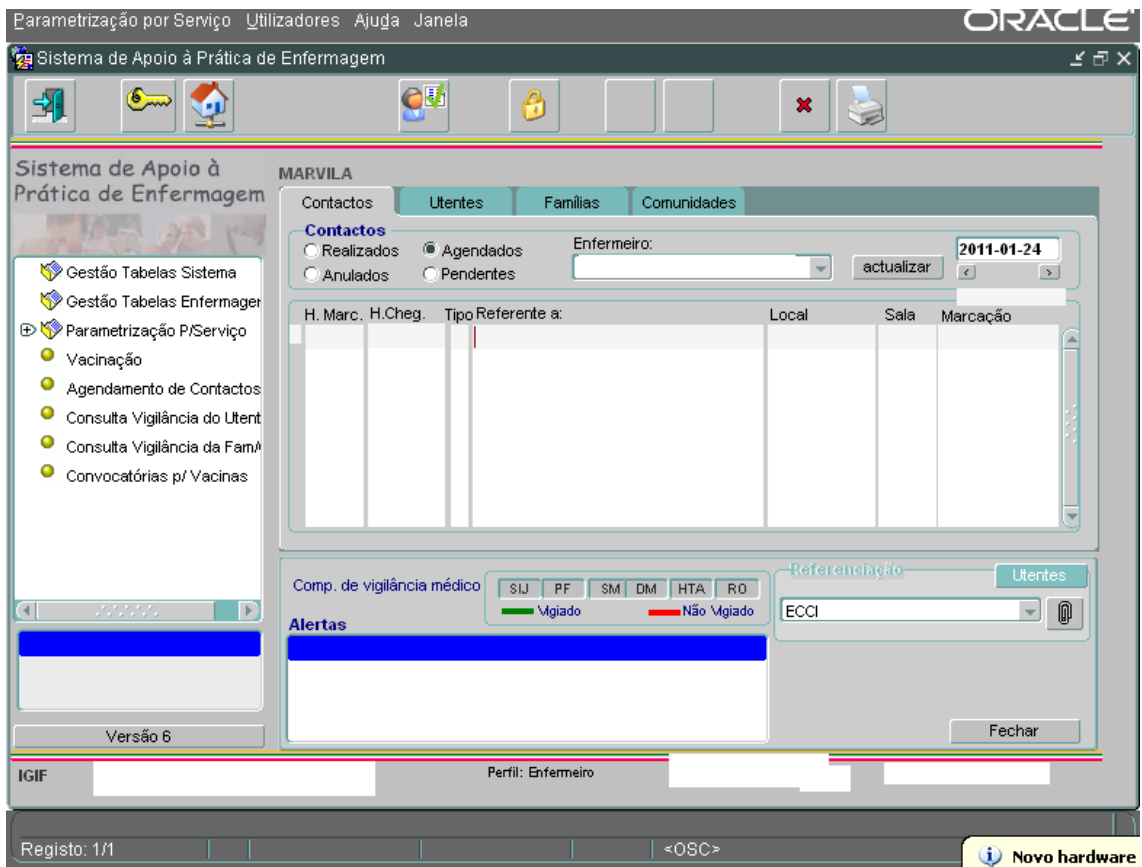 Parametrização por Serviço Utilizadores Ajuda Janela
ORACLE
Sistema de Apoio à Prática de Enfermagem
Sistema de Apoio à
Prática de Enfermagem
MARVILA
Contactos Utentes Famílias Comunidades
Contactos
Realizados Agendados Enfermeiro: 2011-01-24
Anulados Pendentes actualizar < >
H. Marc. H.Cheg. Tipo Referente a: Local Sala Marcação
Gestão Tabelas Sistema
Gestão Tabelas Enfermager
Parametrização P/Serviço
Vacinação
Agendamento de Contactos
Consulta Vigilância do Utent
Consulta Vigilância da Fam/
Convocatórias p/ Vacinas
Versão 6
Comp. de vigilância médico SIJ PF SM DM HTA RO
Vigiado Não Vigiado
Alertas
Referenciação Utentes
ECCI
Fechar
IGIF Perfil: Enfermeiro
Registo: 1/1 <OSC>
Novo hardware